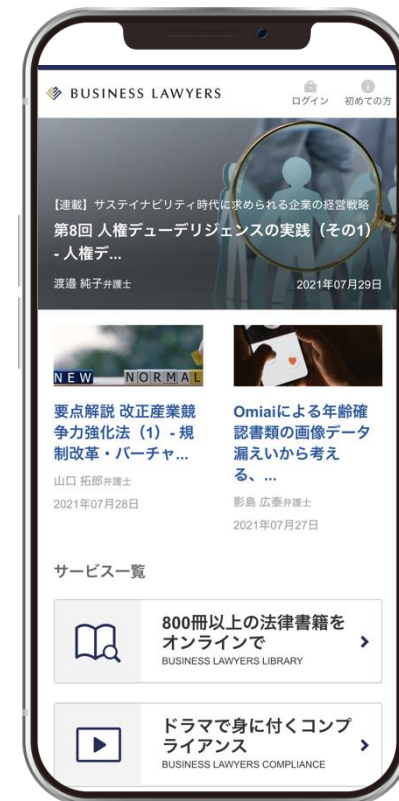 BUSINESS LAWYERS
ログイン
初めての方
【連載】サステイナビリティ時代に求められる企業の経営戦略
第8回 人権デューデリジェンスの実践（その1）
- 人権デ...
渡邉 純子弁護士
2021年07月29日
NEW NORMAL
要点解説 改正産業競
争力強化法（1）- 規
制改革・バーチャ...
山口 拓郎弁護士
2021年07月28日
Omiaiによる年齢確
認書類の画像データ
漏えいから考え
る、...
影島 広泰弁護士
2021年07月27日
サービス一覧
800冊以上の法律書籍を
オンラインで
BUSINESS LAWYERS LIBRARY
ドラマで身に付くコンプ
ライアンス
BUSINESS LAWYERS COMPLIANCE